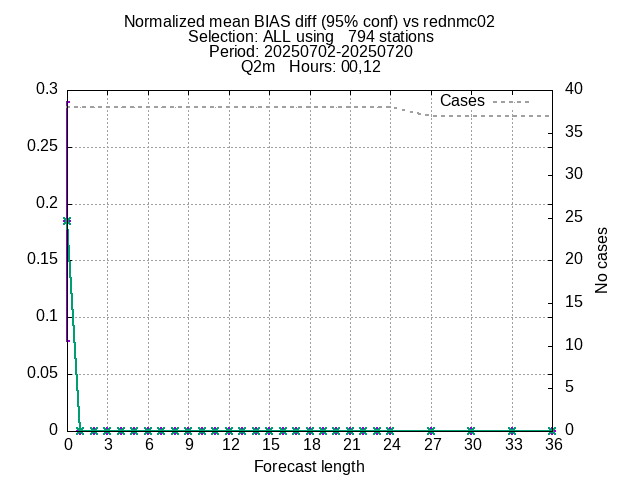 Normalized mean BIAS diff (95% conf) vs rednmc02
Selection: ALL using   794 stations
Period: 20250702-20250720
Q2m   Hours: 00,12
Cases
0.3
0.25
0.2
0.15
0.1
0.05
0
40
35
30
25
20
15
10
5
0
No cases
0 3 6 9 12 15 18 21 24 27 30 33 36
Forecast length